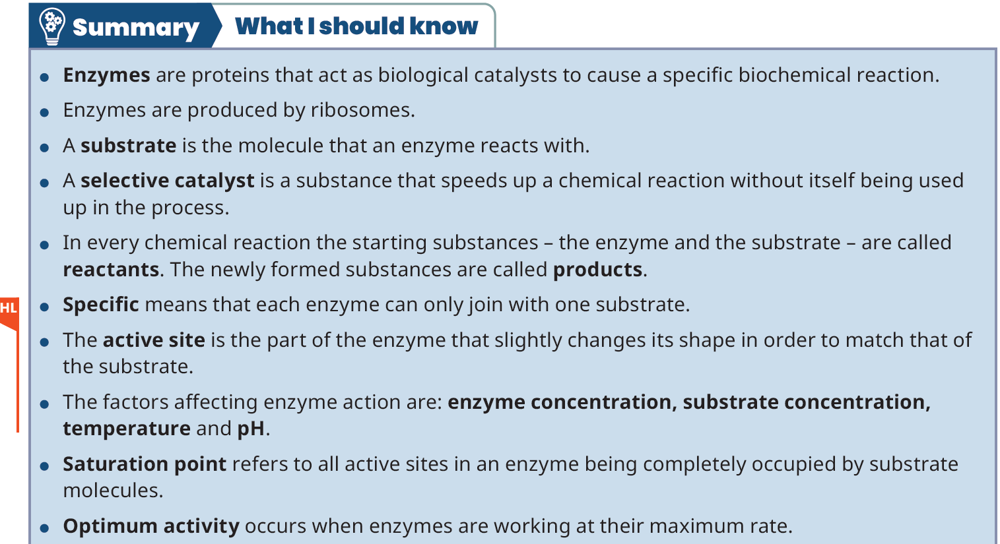 Summary What I should know
• Enzymes are proteins that act as biological catalysts to cause a specific biochemical reaction.
• Enzymes are produced by ribosomes.
• A substrate is the molecule that an enzyme reacts with.
• A selective catalyst is a substance that speeds up a chemical reaction without itself being used
up in the process.
• In every chemical reaction the starting substances – the enzyme and the substrate – are called
reactants. The newly formed substances are called products.
HL
• Specific means that each enzyme can only join with one substrate.
• The active site is the part of the enzyme that slightly changes its shape in order to match that of
the substrate.
• The factors affecting enzyme action are: enzyme concentration, substrate concentration,
temperature and pH.
• Saturation point refers to all active sites in an enzyme being completely occupied by substrate
molecules.
• Optimum activity occurs when enzymes are working at their maximum rate.